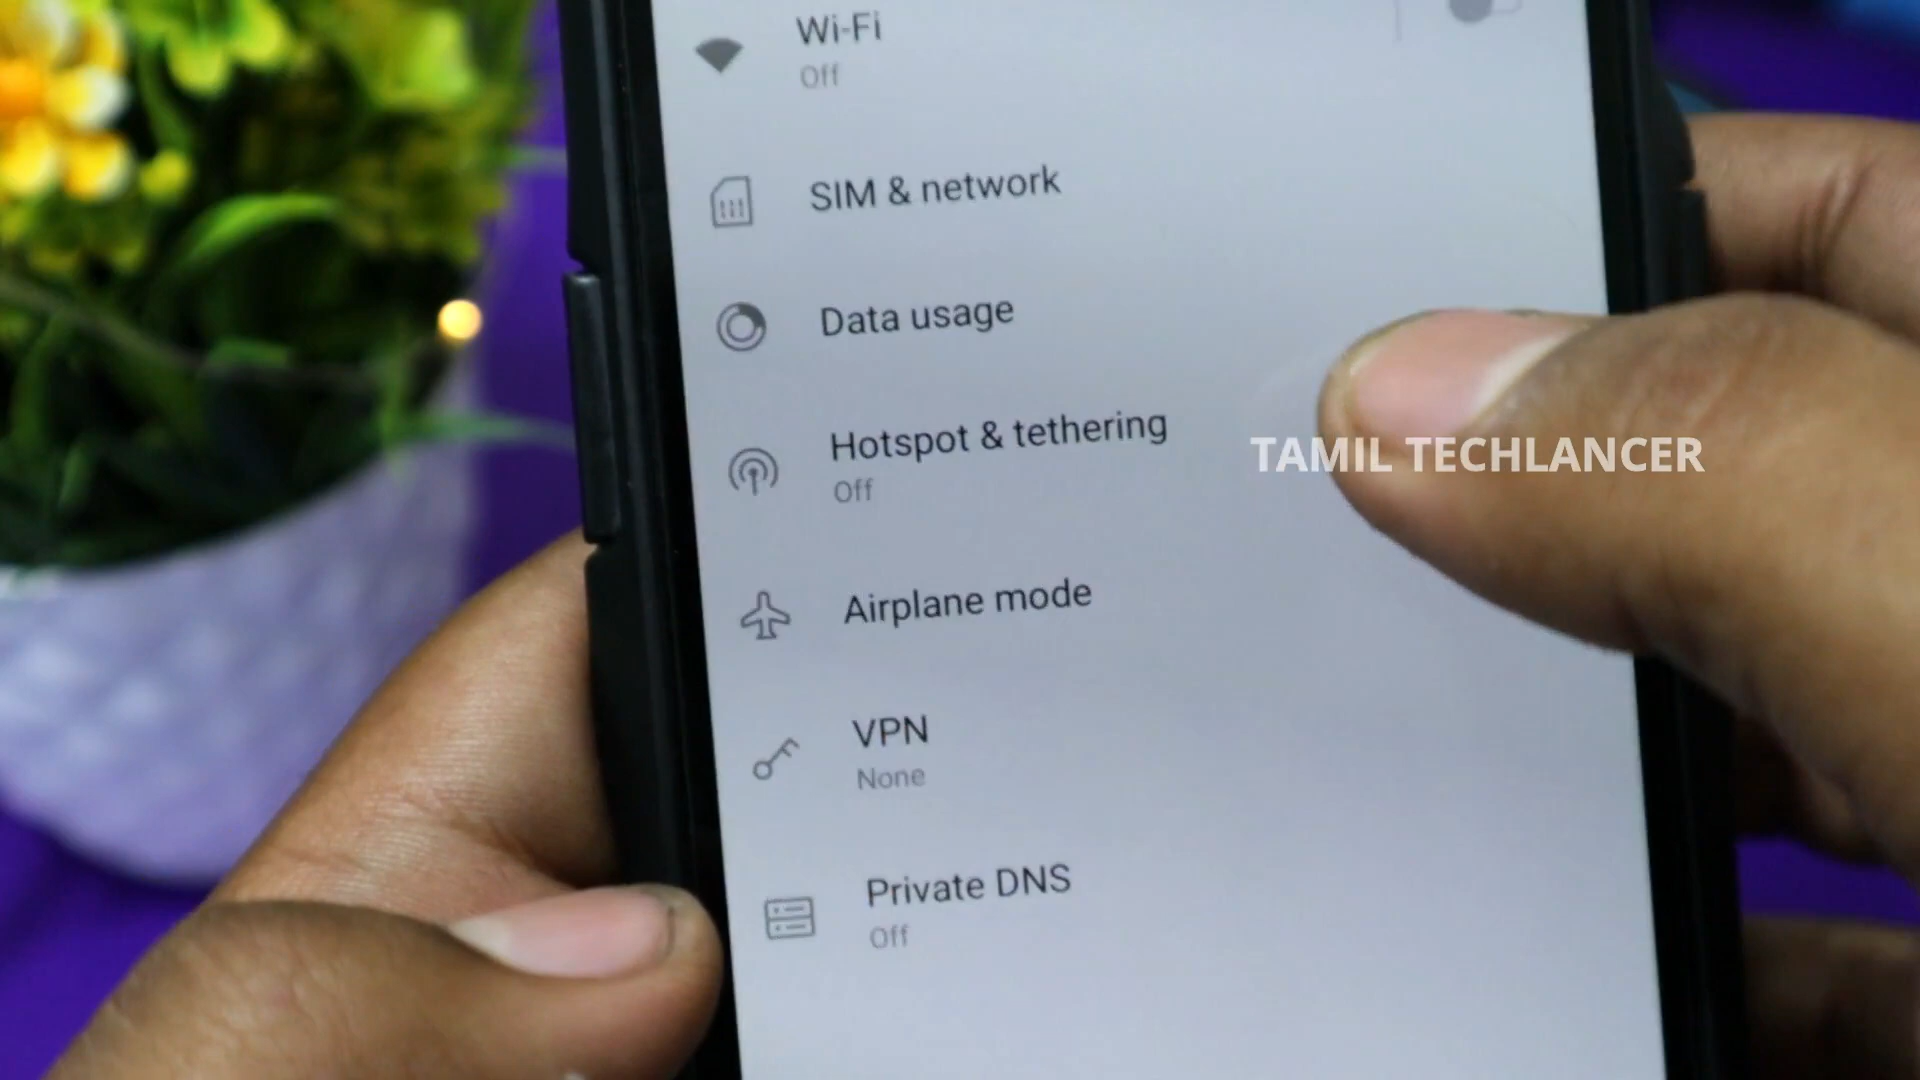 Wi-Fi
Off
SIM & network
Data usage
Hotspot & tethering
Off
TAMIL TECHLANCER
Airplane mode
VPN
None
Private DNS
Off